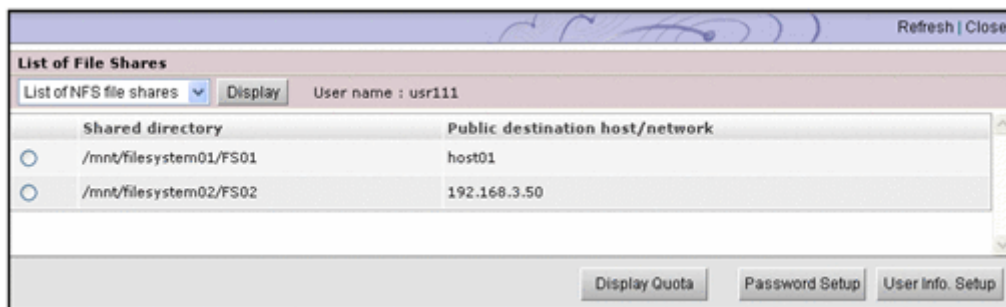 Refresh | Close
List of File Shares
List of NFS file shares Display User name : usr111
Shared directory Public destination host/network
/mnt/filesystem01/FS01 host01
/mnt/filesystem02/FS02 192.168.3.50
Display Quota Password Setup User Info. Setup